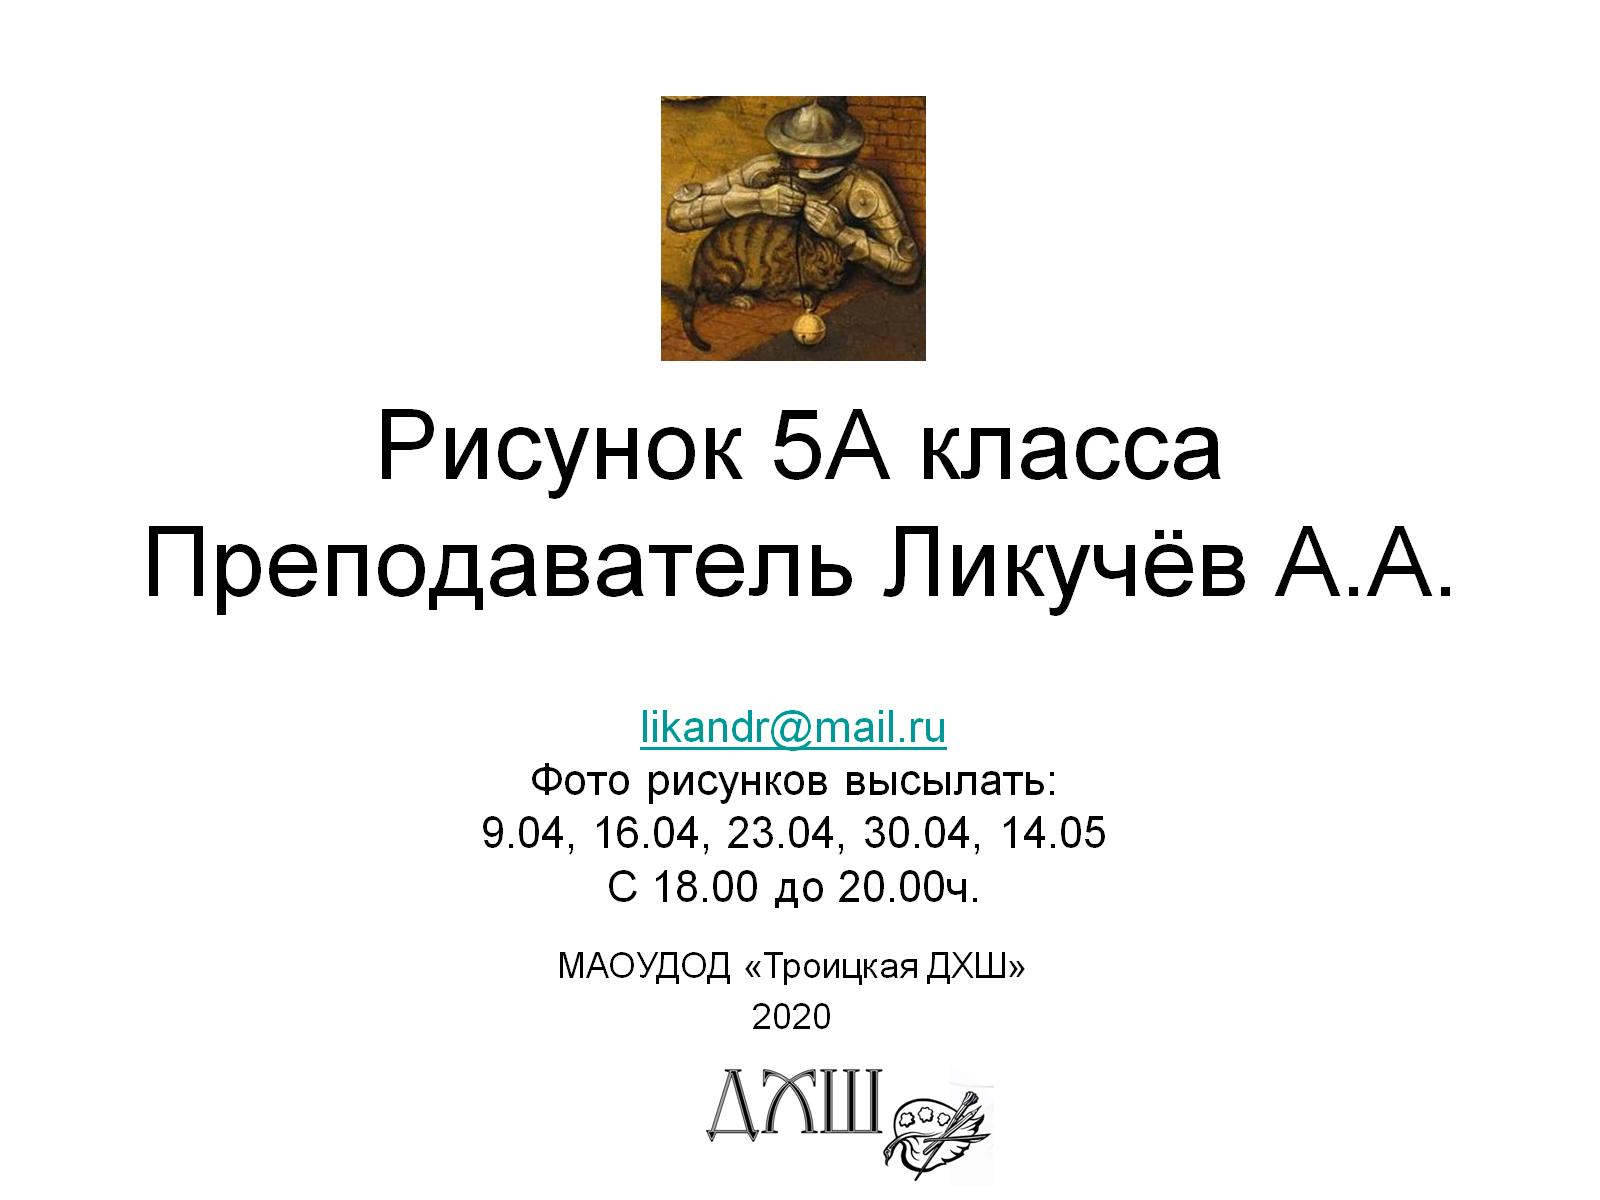 Рисунок 5А класса
Преподаватель Ликучёв А.А.
likandr@mail.ru
Фото рисунков высылать:
9.04, 16.04, 23.04, 30.04, 14.05
С 18.00 до 20.00ч.
МАОУДОД «Троицкая ДХШ»
2020
ДХШ